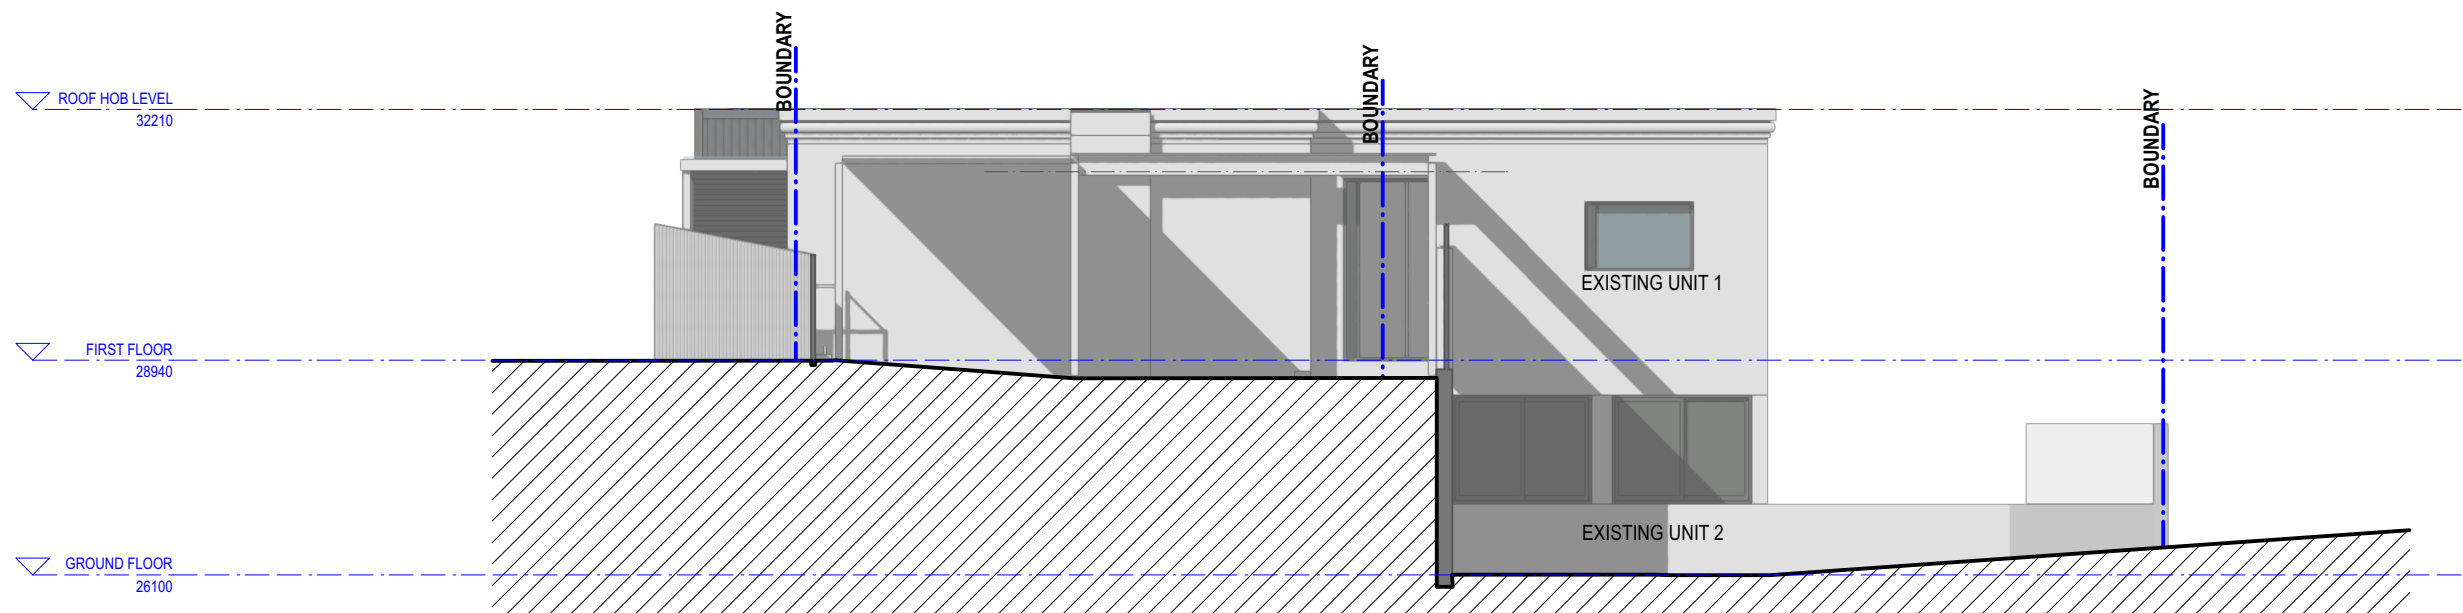 BOUNDARY
BOUNDARY
BOUNDARY
ROOF HOB LEVEL
32210
EXISTING UNIT 1
FIRST FLOOR
28940
EXISTING UNIT 2
GROUND FLOOR
26100